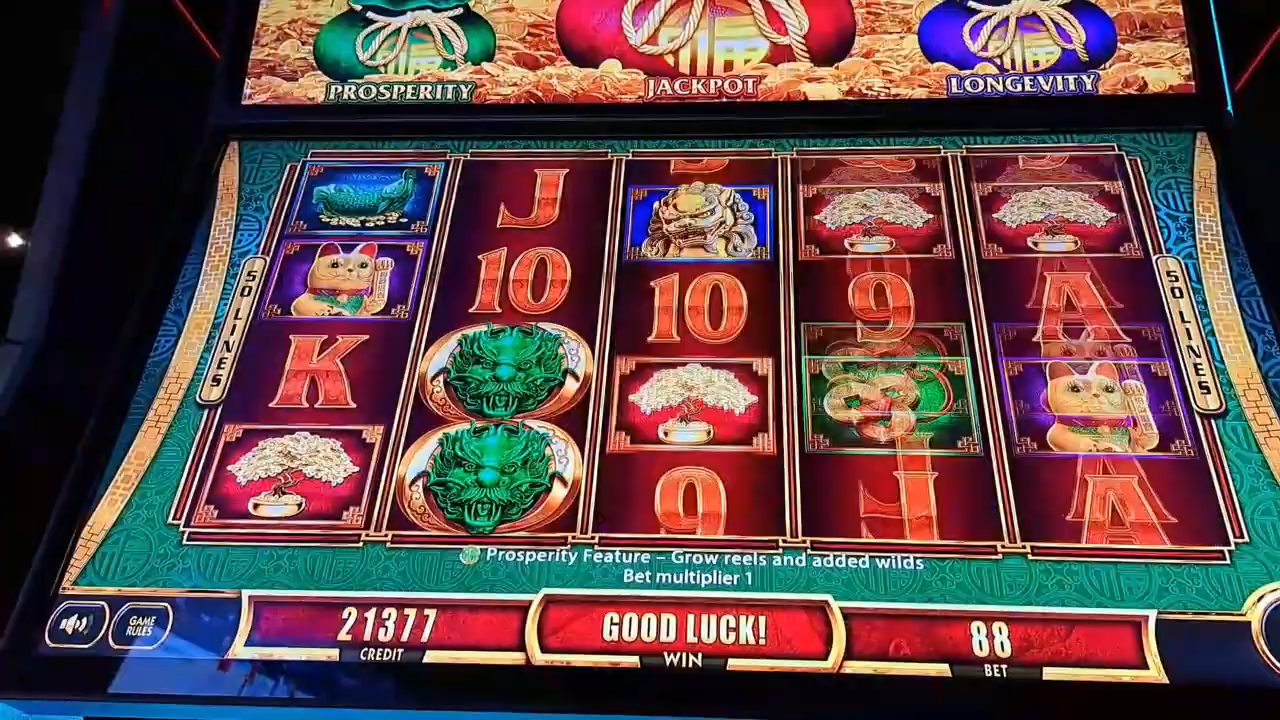 PROSPERITY
JACKPOT
LONGEVITY
J
10
10
9
A
K
9
J
A
50 LINES
50 LINES
Prosperity Feature – Grow reels and added wilds
Bet multiplier 1
GAME RULES
21377
CREDIT
GOOD LUCK!
WIN
88
BET